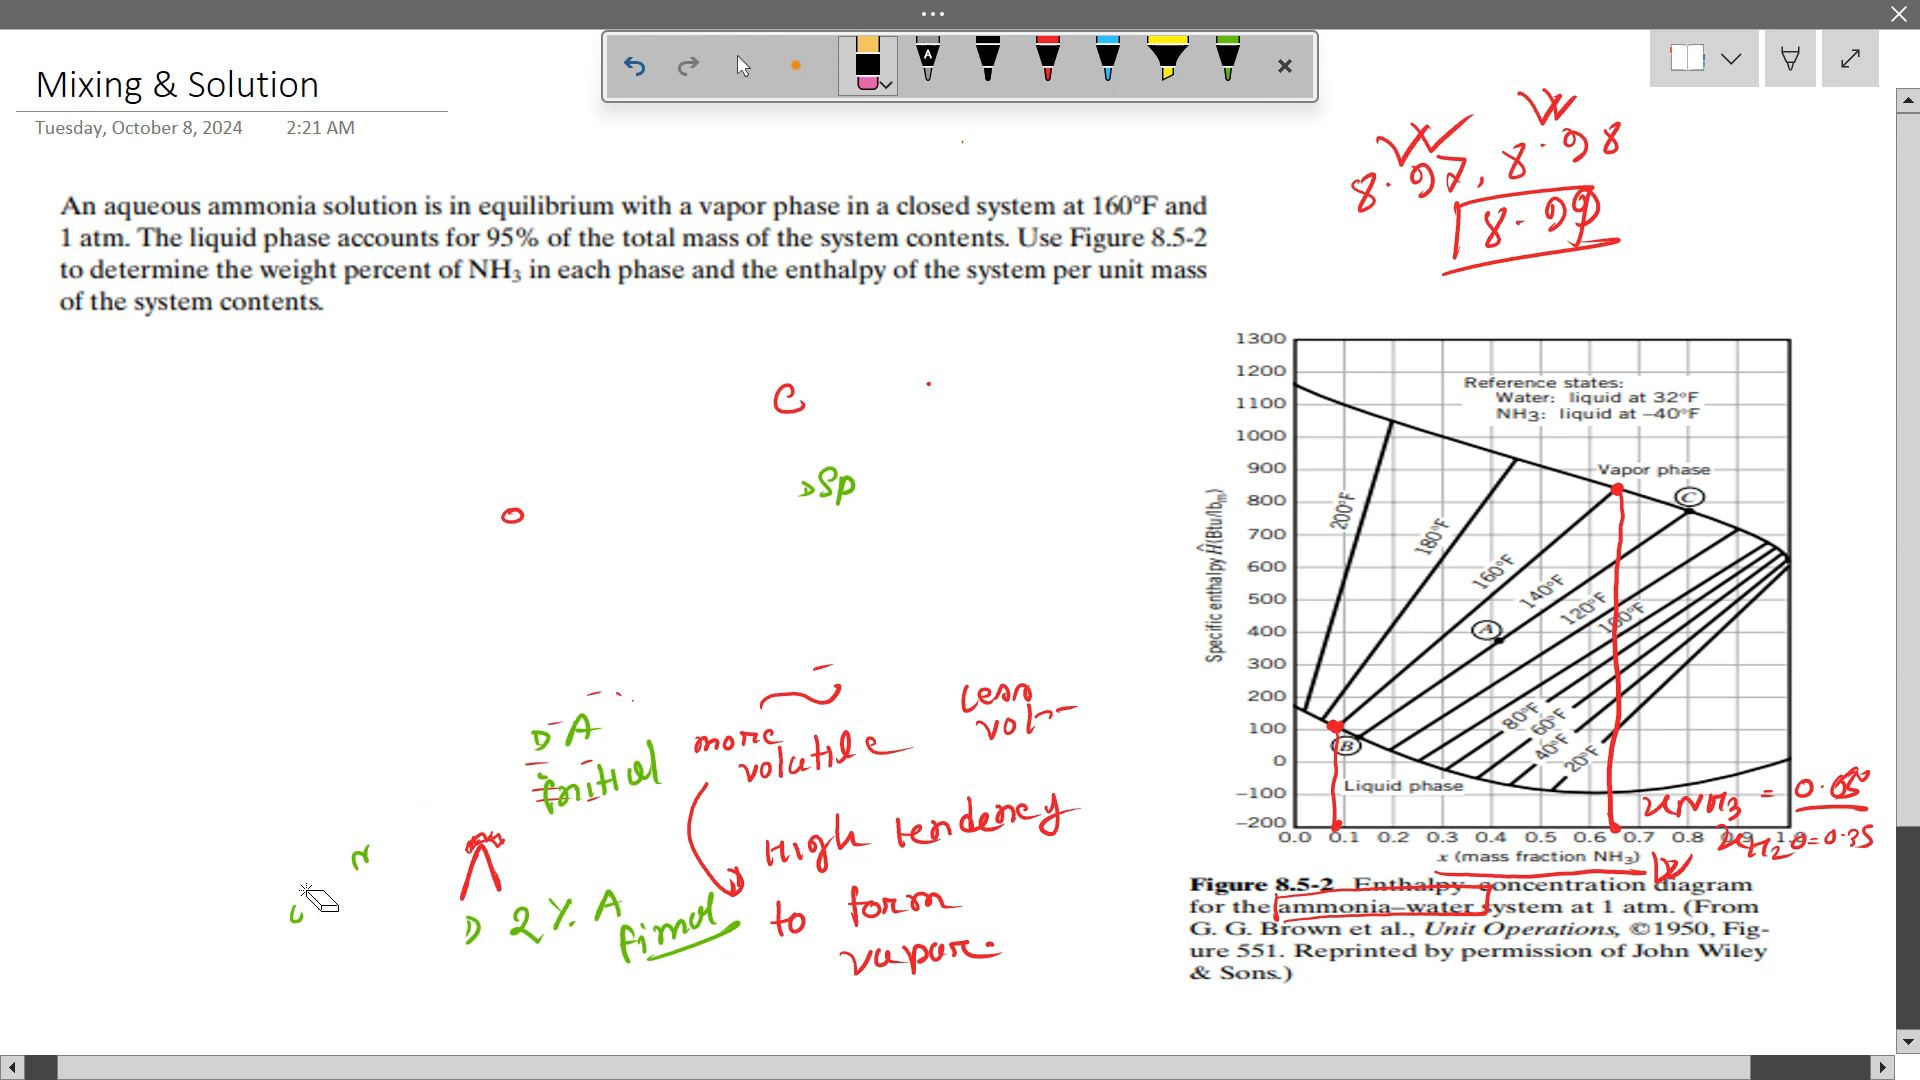 Mixing & Solution
Tuesday, October 8, 2024 2:21 AM
8.97, 8.98
8.99
An aqueous ammonia solution is in equilibrium with a vapor phase in a closed system at 160°F and
1 atm. The liquid phase accounts for 95% of the total mass of the system contents. Use Figure 8.5-2
to determine the weight percent of NH3 in each phase and the enthalpy of the system per unit mass
of the system contents.
C
Sp
A
initial
more
volatile
High tendency
to form
vapor.
2% A
final
less
vol
1300
1200
1100
1000
900
800
700
600
500
400
300
200
100
0
−100
−200
Specific enthalpy Ĥ(Btu/lbm)
Reference states:
Water: liquid at 32°F
NH3: liquid at −40°F
Vapor phase
C
200°F
180°F
160°F
140°F
120°F
100°F
A
80°F
60°F
40°F
20°F
B
Liquid phase
xNH3 =
xH2O=0.35
0.0 0.1 0.2 0.3 0.4 0.5 0.6 0.7 0.8 0.9 1.0
x (mass fraction NH3)
Figure 8.5-2 Enthalpy-concentration diagram
for the ammonia–water system at 1 atm. (From
G. G. Brown et al., Unit Operations, ©1950, Fig-
ure 551. Reprinted by permission of John Wiley
& Sons.)